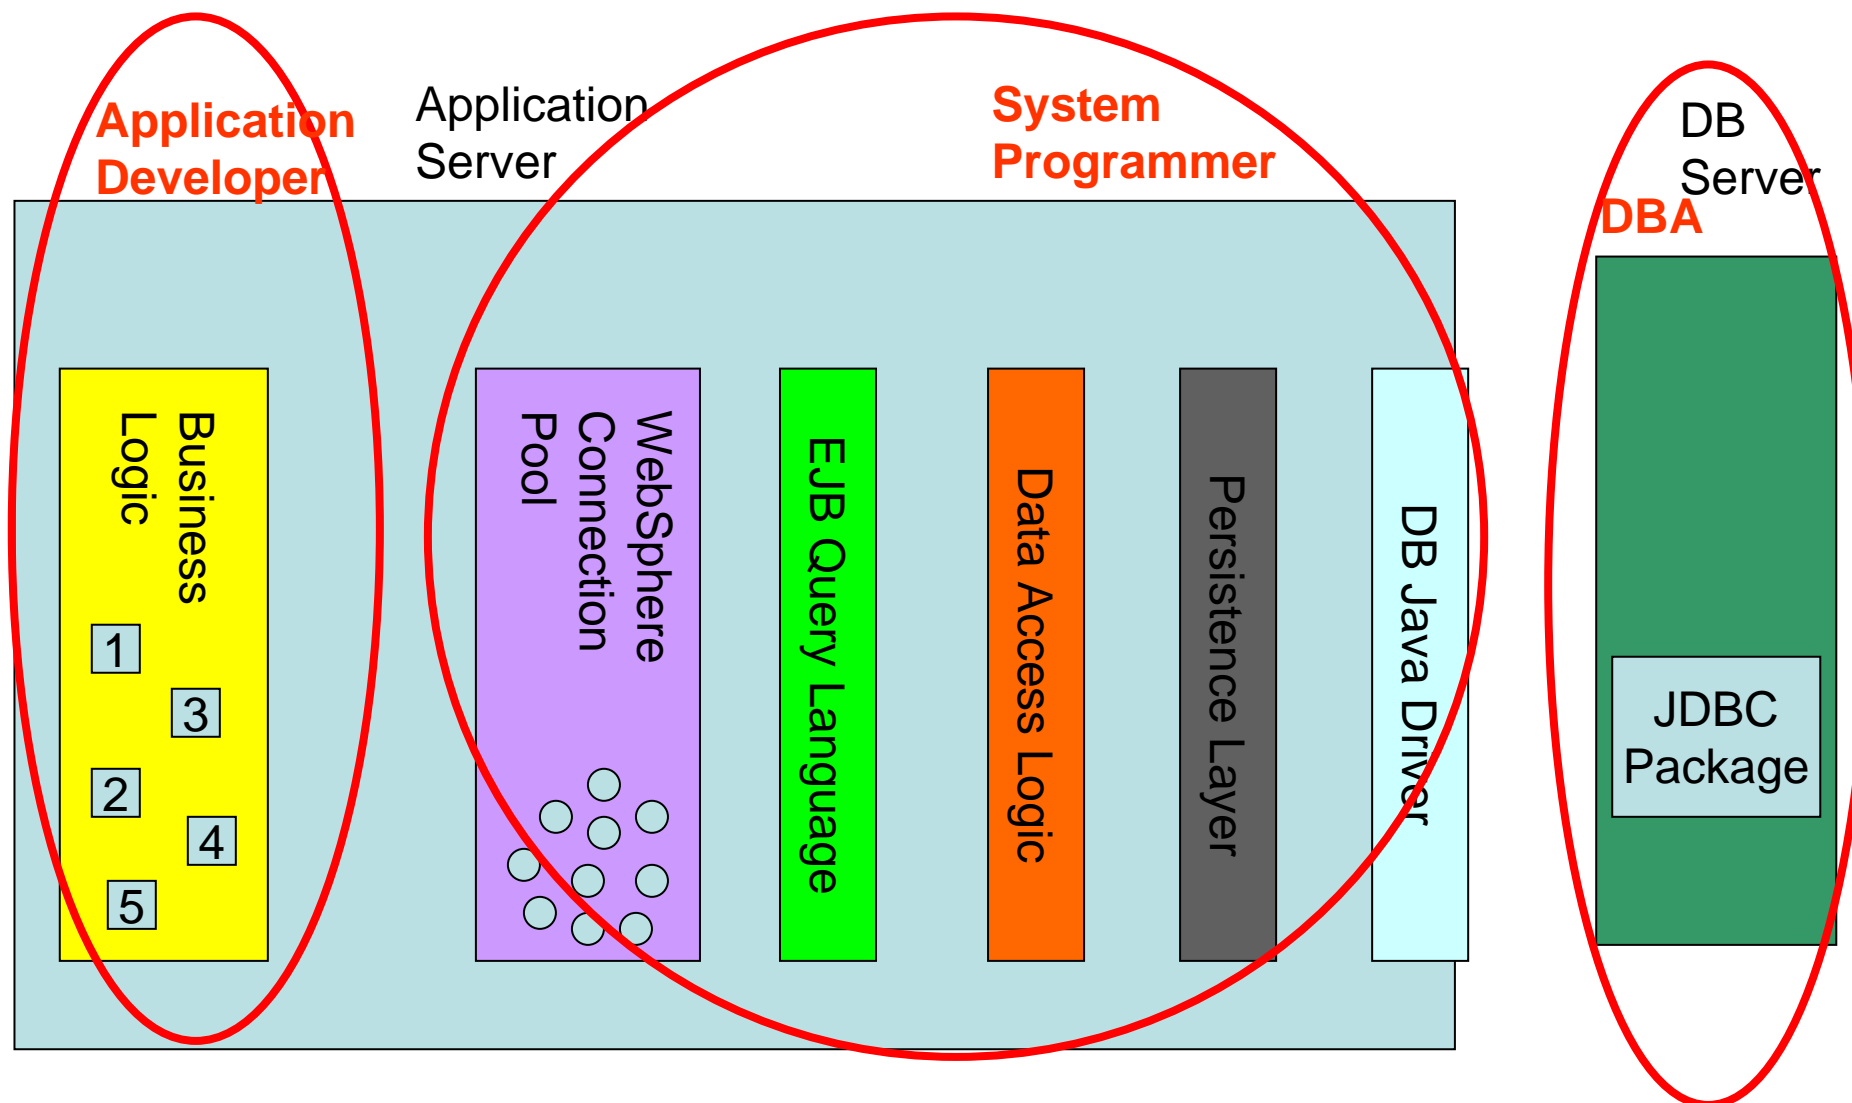 Application
Developer
Application
Server
System
Programmer
DB
Server
DBA
Business
Logic
1
3
2
4
5
WebSphere
Connection
Pool
EJB Query Language
Data Access Logic
Persistence Layer
DB Java Driver
JDBC
Package